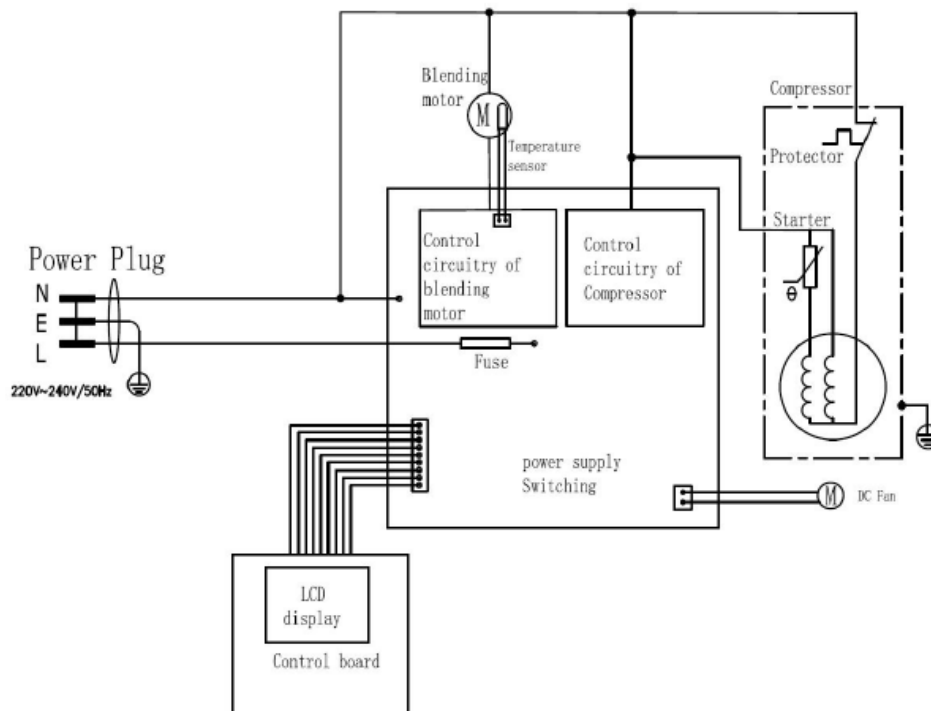 Blending
motor
M
Temperature
sensor
Compressor
Protector
Starter
θ
Control
circuitry of
blending
motor
Control
circuitry of
Compressor
Power Plug
N
E
L
220V~240V/50Hz
Fuse
power supply
Switching
M
DC Fan
LCD
display
Control board